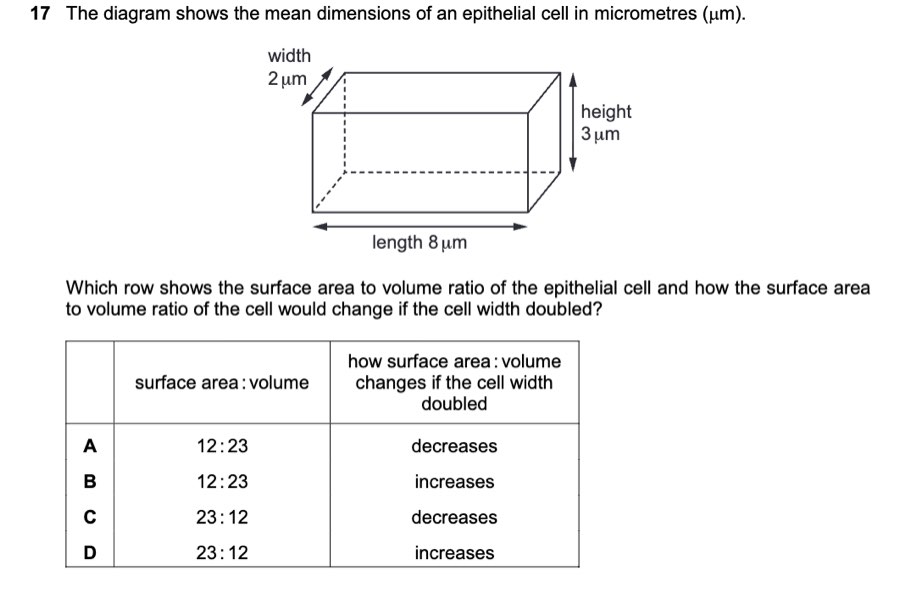 17 The diagram shows the mean dimensions of an epithelial cell in micrometres (μm).
width
2 μm
height
3 μm
length 8 μm
Which row shows the surface area to volume ratio of the epithelial cell and how the surface area
to volume ratio of the cell would change if the cell width doubled?
surface area : volume
how surface area : volume
changes if the cell width
doubled
A 12 : 23 decreases
B 12 : 23 increases
C 23 : 12 decreases
D 23 : 12 increases